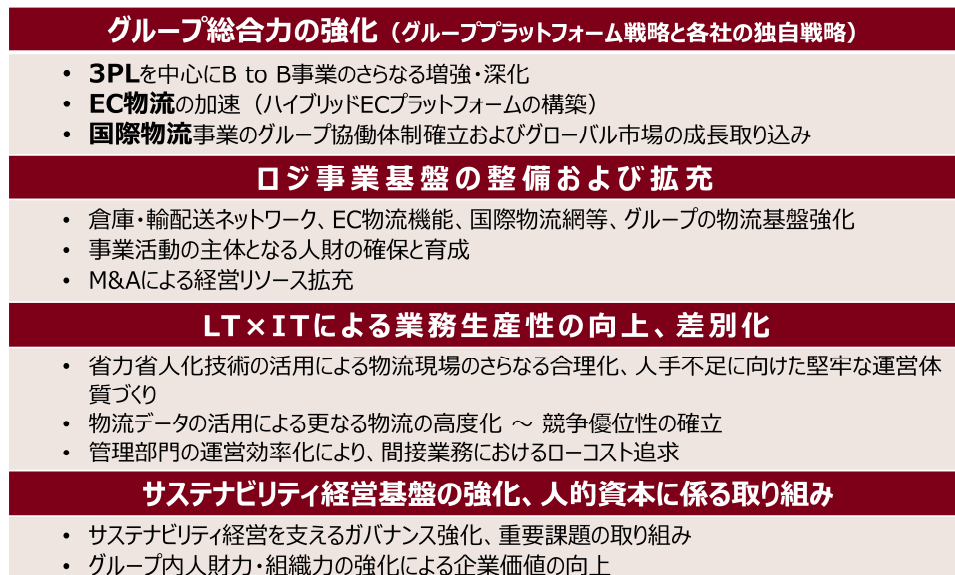 グループ総合力の強化（グループプラットフォーム戦略と各社の独自戦略）
• 3PLを中心にB to B事業のさらなる増強・深化
• EC物流の加速（ハイブリッドECプラットフォームの構築）
• 国際物流事業のグループ協働体制確立およびグローバル市場の成長取り込み
ロジ事業基盤の整備および拡充
• 倉庫・輸配送ネットワーク、EC物流機能、国際物流網等、グループの物流基盤強化
• 事業活動の主体となる人財の確保と育成
• M&Aによる経営リソース拡充
LT×ITによる業務生産性の向上、差別化
• 省力省人化技術の活用による物流現場のさらなる合理化、人手不足に向けた堅牢な運営体
質づくり
• 物流データの活用による更なる物流の高度化 ～ 競争優位性の確立
• 管理部門の運営効率化により、間接業務におけるローコスト追求
サステナビリティ経営基盤の強化、人的資本に係る取り組み
• サステナビリティ経営を支えるガバナンス強化、重要課題の取り組み
• グループ内人財力・組織力の強化による企業価値の向上